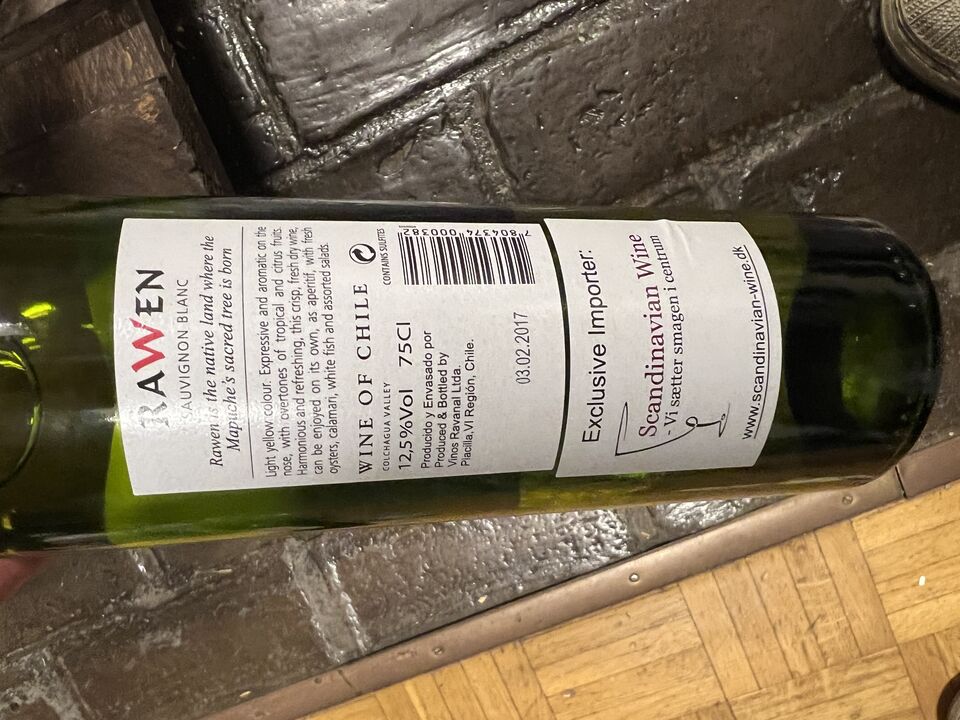 RAWEN
SAUVIGNON BLANC
Rawen is the native land where the
Mapuche's sacred tree is born
Light yellow colour. Expressive and aromatic on the
nose, with overtones of tropical and citrus fruits.
Harmonious and refreshing, this crisp, fresh dry wine,
can be enjoyed on its own, as aperitif, with fresh
oysters, calamari, white fish and assorted salads
WINE OF CHILE
COLCHAGUA VALLEY
CONTAINS SULFITES
12,5%Vol 75Cl
Producido y Envasado por
Produced & Bottled by
Vinos Ravanal Ltda.
Placilla,VI Región, Chile.
7 804374 000382
03.02.2017
Exclusive Importer:
Scandinavian Wine
- Vi sætter smagen i centrum
www.scandinavian-wine.dk